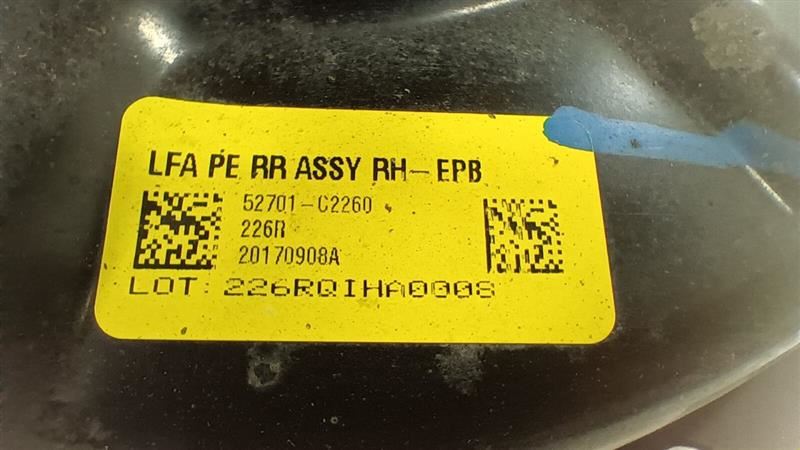 LFA PE RR ASSY RH-EPB
52701-C2260
226R
20170908A
LOT: 226RQIHA0008